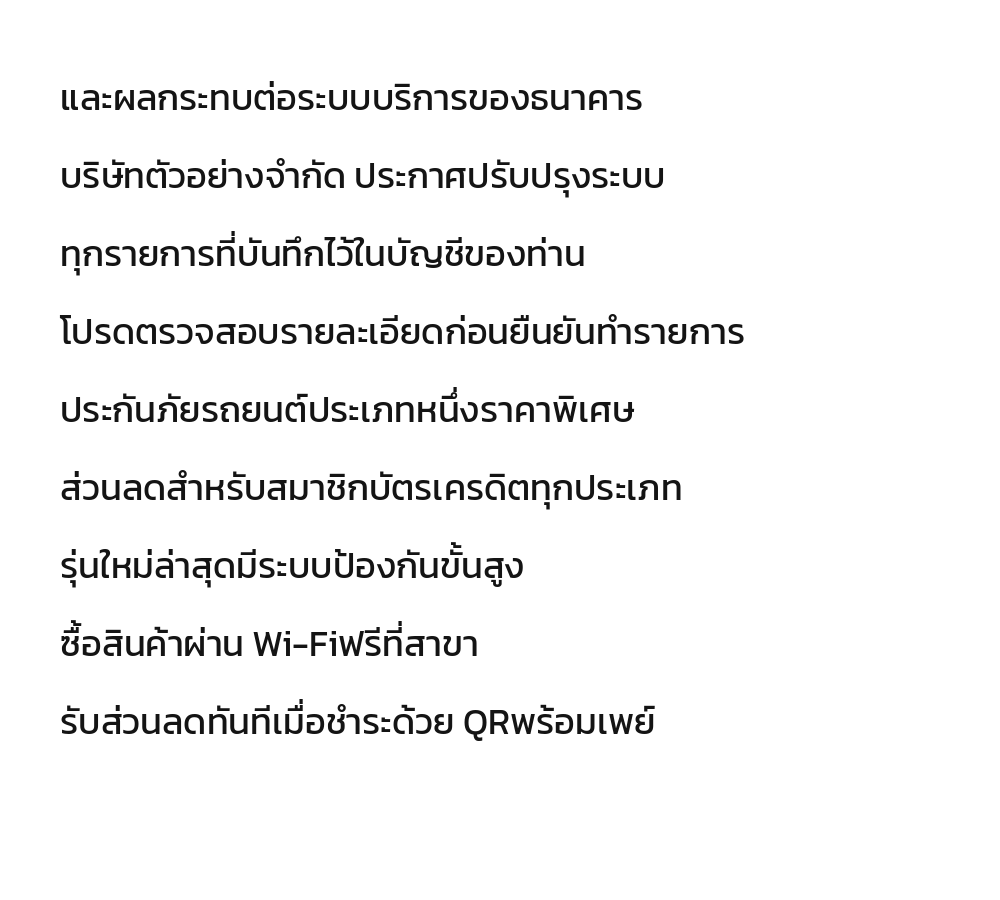 และผลกระทบต่อระบบบริการของธนาคาร
บริษัทตัวอย่างจำกัด ประกาศปรับปรุงระบบ
ทุกรายการที่บันทึกไว้ในบัญชีของท่าน
โปรดตรวจสอบรายละเอียดก่อนยืนยันทำรายการ
ประกันภัยรถยนต์ประเภทหนึ่งราคาพิเศษ
ส่วนลดสำหรับสมาชิกบัตรเครดิตทุกประเภท
รุ่นใหม่ล่าสุดมีระบบป้องกันขั้นสูง
ซื้อสินค้าผ่าน Wi-Fiฟรีที่สาขา
รับส่วนลดทันทีเมื่อชำระด้วย QRพร้อมเพย์